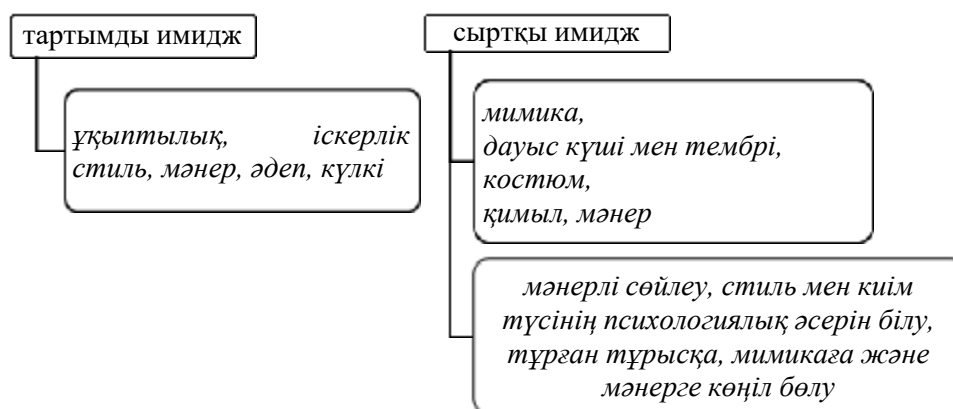 тартымды имидж
ұқыптылық, іскерлік
стиль, мәнер, әдеп, күлкі
сыртқы имидж
мимика,
дауыс күші мен тембрі,
костюм,
қимыл, мәнер
мәнерлі сөйлеу, стиль мен киім
түсінің психологиялық әсерін білу,
тұрған тұрысқа, мимикаға және
мәнерге көңіл бөлу